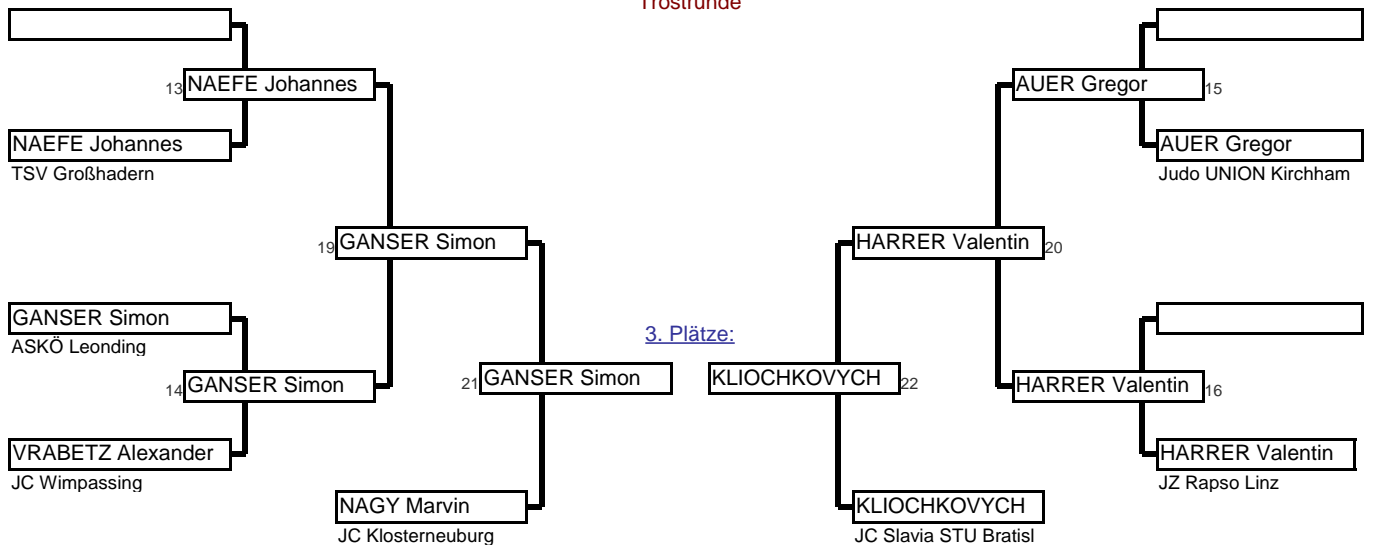 Trostrunde
13 NAEFE Johannes
AUER Gregor 15
NAEFE Johannes
TSV Großhadern
AUER Gregor
Judo UNION Kirchham
19 GANSER Simon
HARRER Valentin 20
GANSER Simon
ASKÖ Leonding
3. Plätze:
14 GANSER Simon
21 GANSER Simon
KLIOCHKOVYCH 22
HARRER Valentin 16
VRABETZ Alexander
JC Wimpassing
HARRER Valentin
JZ Rapso Linz
NAGY Marvin
JC Klosterneuburg
KLIOCHKOVYCH
JC Slavia STU Bratisl